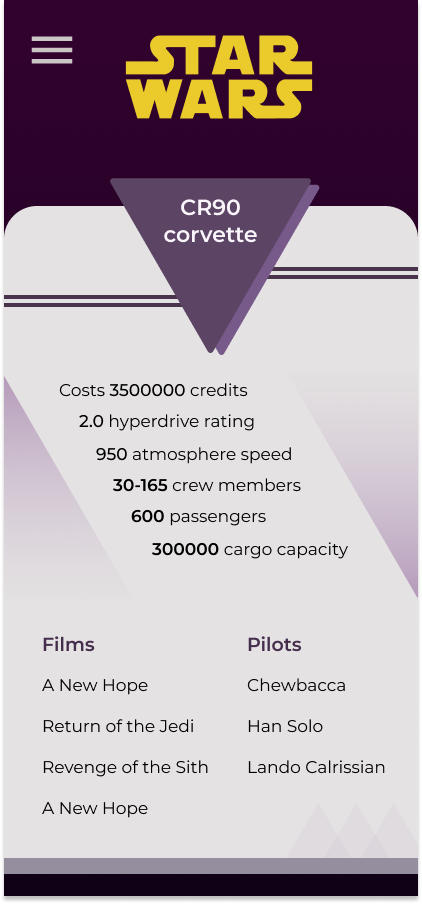 STAR
WARS
CR90
corvette
Costs 3500000 credits
2.0 hyperdrive rating
950 atmosphere speed
30-165 crew members
600 passengers
300000 cargo capacity
Films
A New Hope
Return of the Jedi
Revenge of the Sith
A New Hope
Pilots
Chewbacca
Han Solo
Lando Calrissian